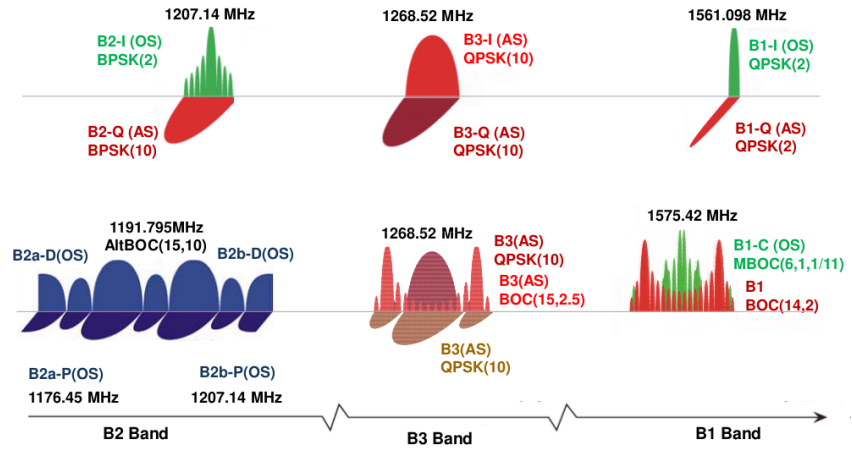 1207.14 MHz
B2-I (OS)
BPSK(2)
B2-Q (AS)
BPSK(10)
1268.52 MHz
B3-I (AS)
QPSK(10)
B3-Q (AS)
QPSK(10)
1561.098 MHz
B1-I (OS)
QPSK(2)
B1-Q (AS)
QPSK(2)
1191.795MHz
AltBOC(15,10)
B2a-D(OS)
B2b-D(OS)
B2a-P(OS)
1176.45 MHz
B2b-P(OS)
1207.14 MHz
1268.52 MHz
B3(AS)
QPSK(10)
B3(AS)
BOC(15,2.5)
B3(AS)
QPSK(10)
1575.42 MHz
B1-C (OS)
MBOC(6,1,1/11)
B1
BOC(14,2)
B2 Band
B3 Band
B1 Band